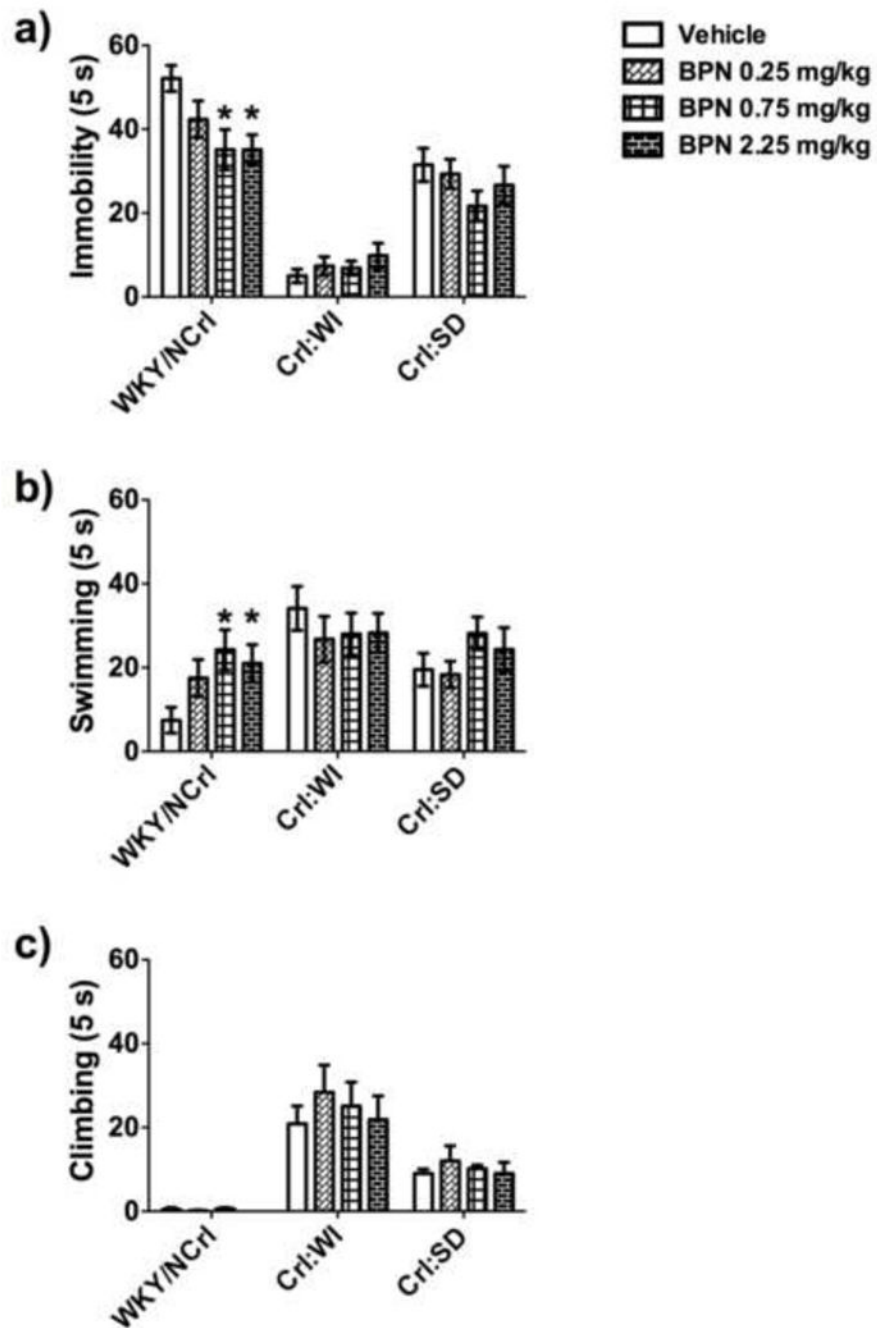 a)
Immobility (5 s)
60
40
20
0
* *
WKY/NCrl
Crl:WI
Crl:SD
Vehicle
BPN 0.25 mg/kg
BPN 0.75 mg/kg
BPN 2.25 mg/kg
b)
Swimming (5 s)
60
40
20
0
* *
WKY/NCrl
Crl:WI
Crl:SD
c)
Climbing (5 s)
60
40
20
0
WKY/NCrl
Crl:WI
Crl:SD